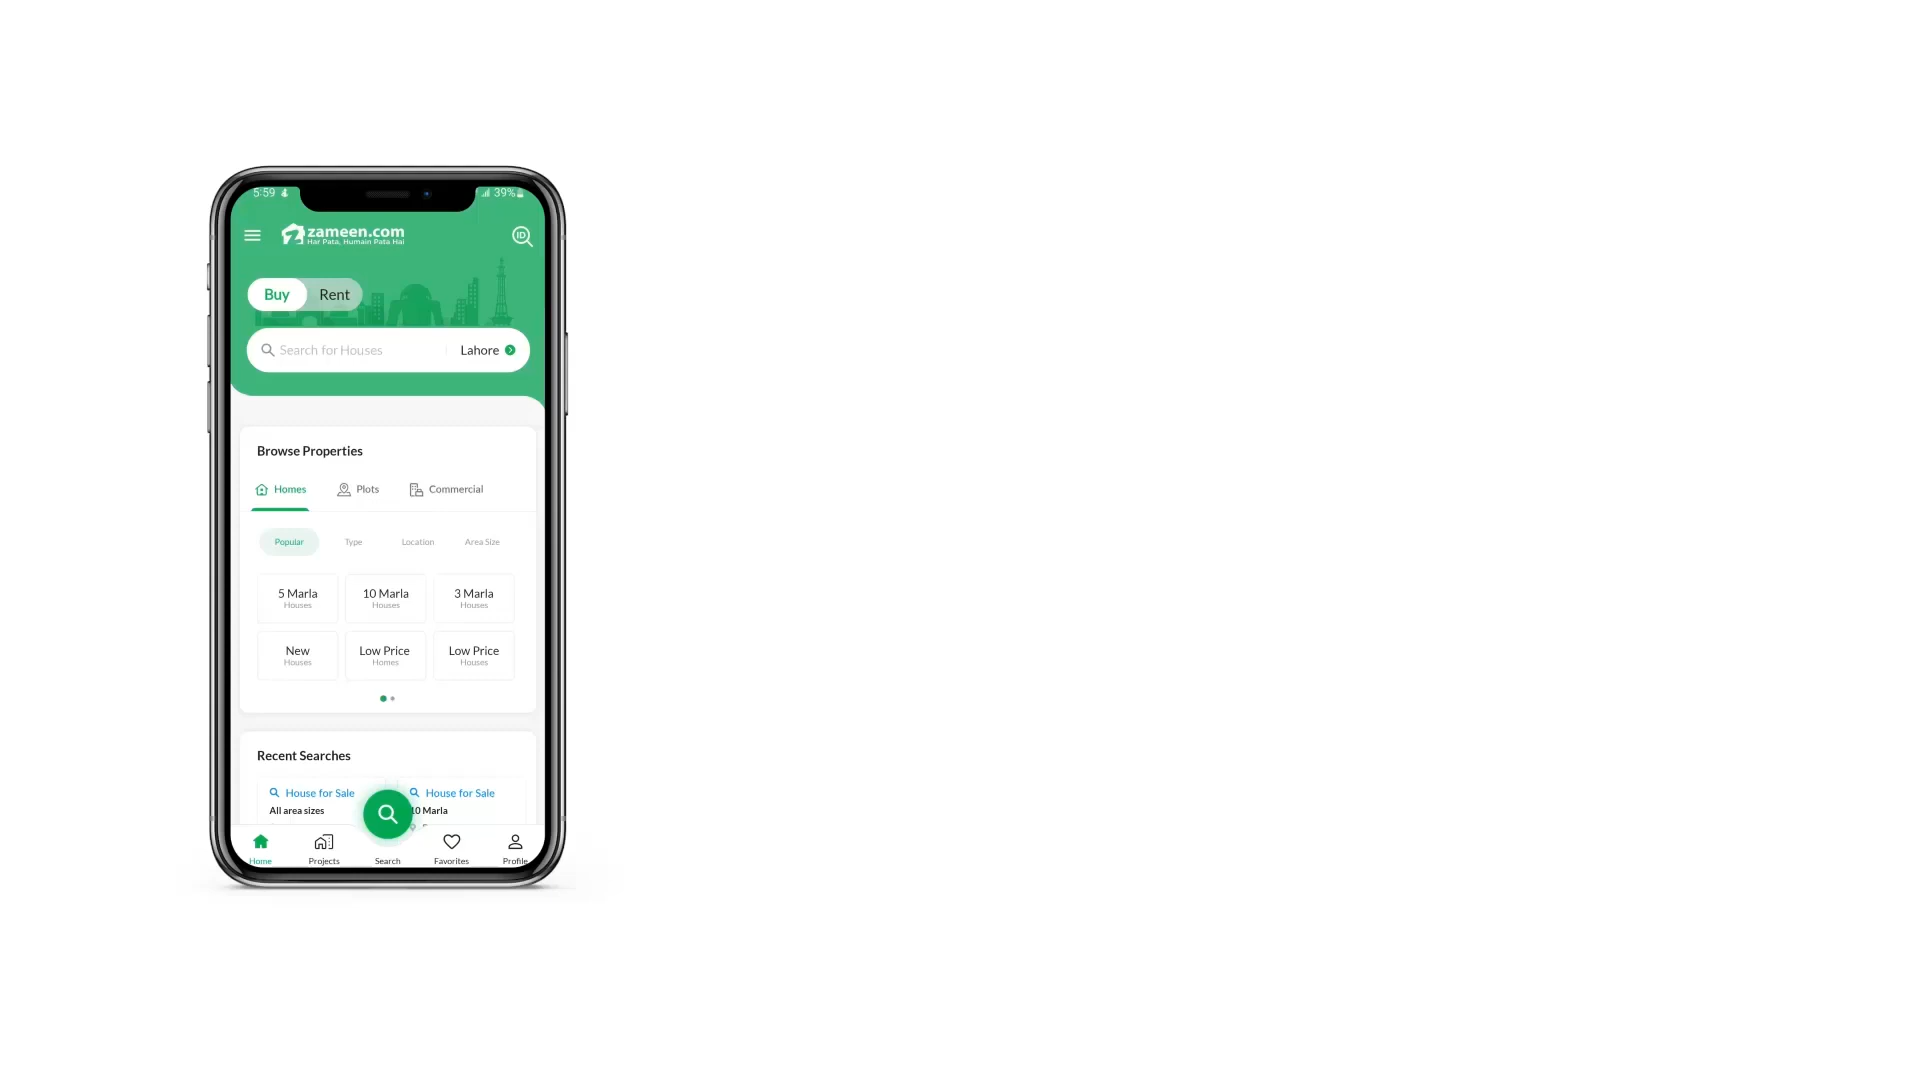 5:59 39%
zameen.com
Har Pata, Humain Pata Hai
ID
Buy Rent
Search for Houses Lahore
Browse Properties
Homes Plots Commercial
Popular Type Location Area Size
5 Marla 10 Marla 3 Marla
Houses Houses Houses
New Low Price Low Price
Houses Homes Houses
Recent Searches
House for Sale House for Sale
All area sizes 10 Marla
Home Projects Search Favorites Profile